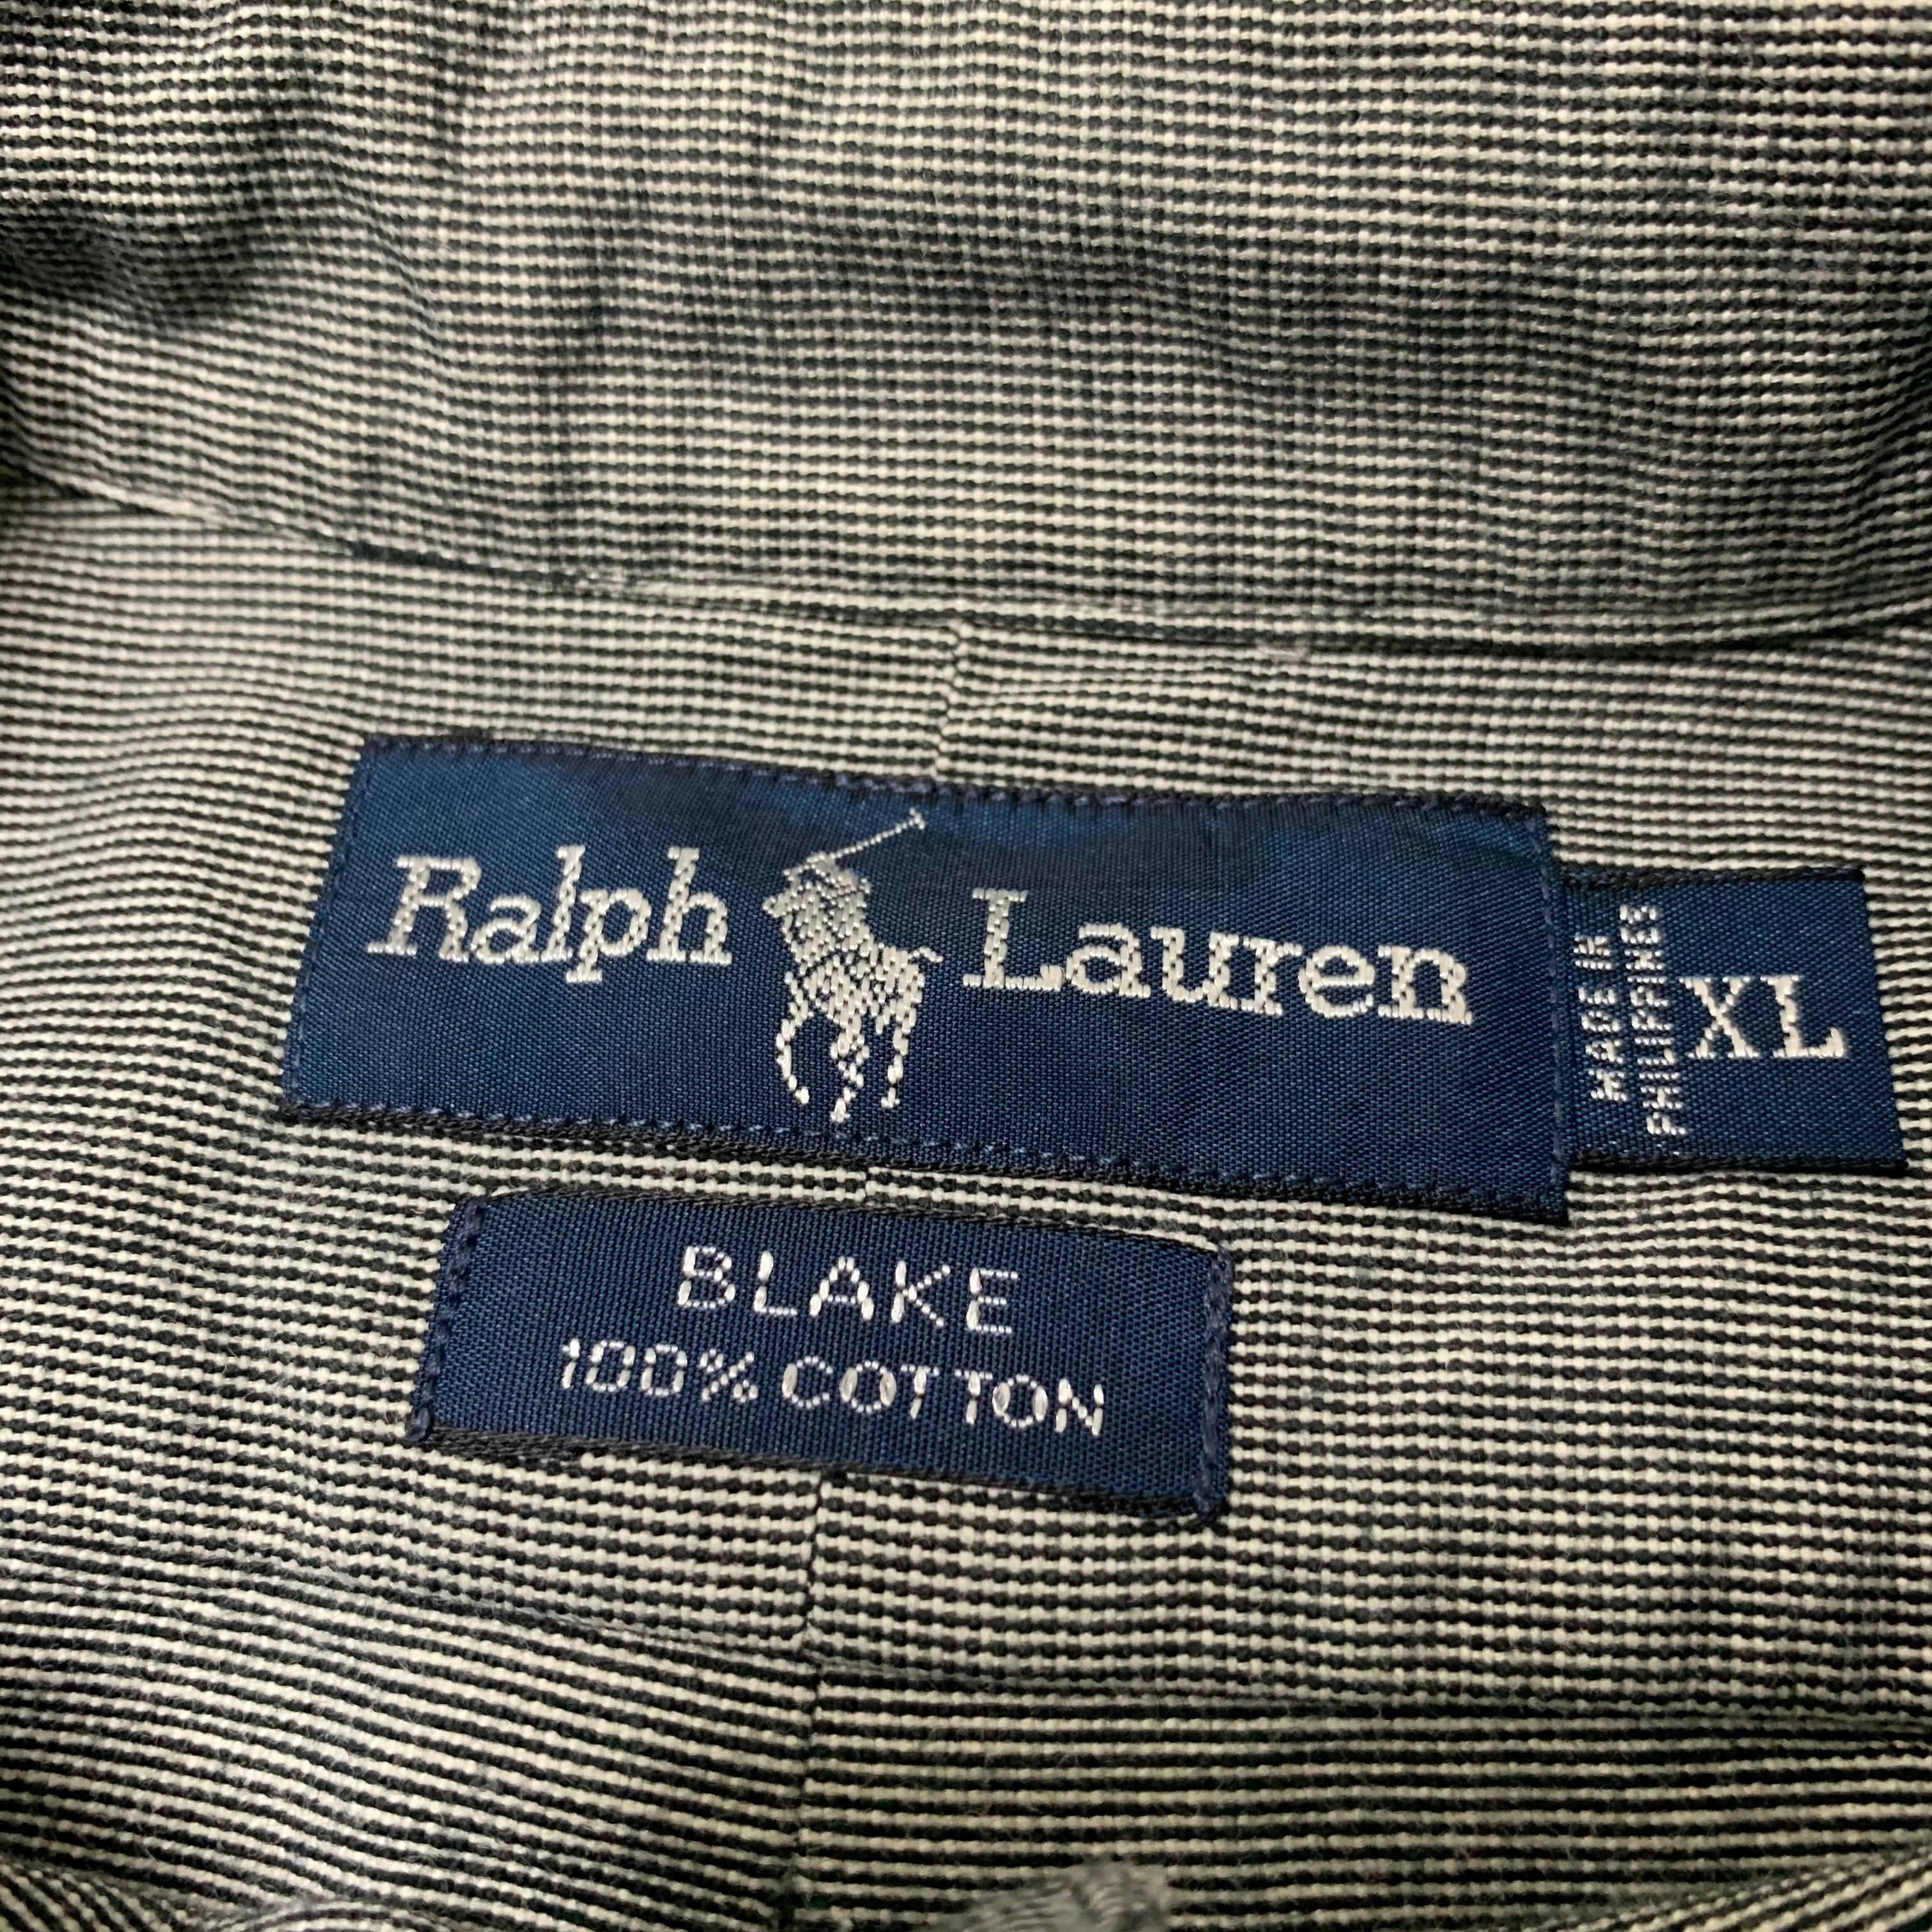 Ralph Lauren
MADE IN
PHILIPPINES
XL
BLAKE
100% COTTON